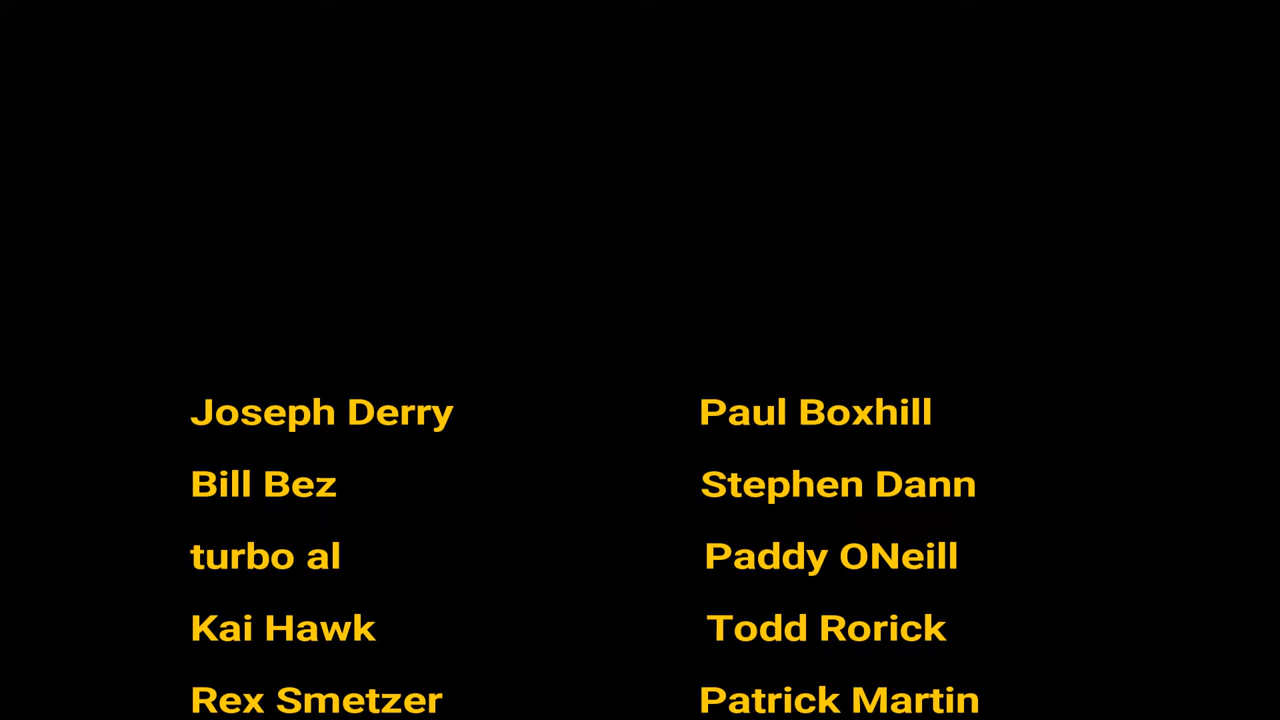 Joseph Derry Paul Boxhill
Bill Bez Stephen Dann
turbo al Paddy ONeill
Kai Hawk Todd Rorick
Rex Smetzer Patrick Martin